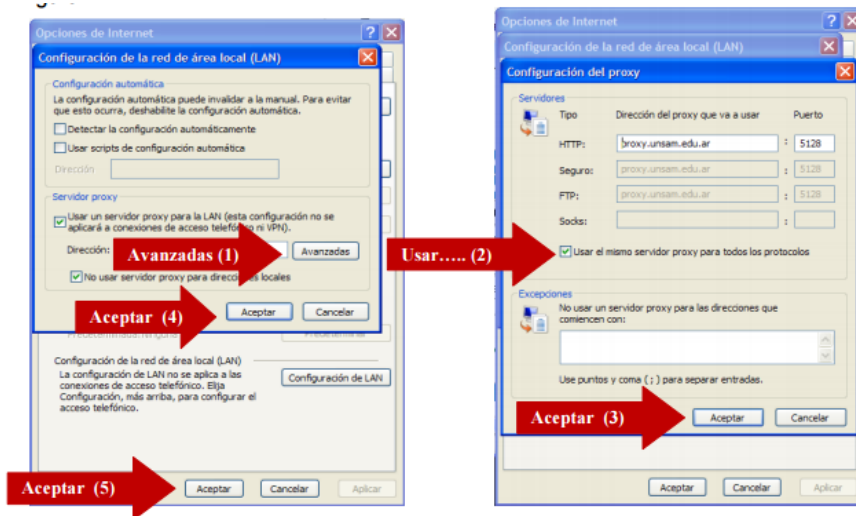 Opciones de Internet
Configuración de la red de área local (LAN)
Configuración automática
La configuración automática puede invalidar a la manual. Para evitar
que esto ocurra, deshabilite la configuración automática.
Detectar la configuración automáticamente
Usar scripts de configuración automática
Dirección
Servidor proxy
Usar un servidor proxy para la LAN (esta configuración no se
aplicará a conexiones de acceso telefónico ni VPN).
Dirección:
Avanzadas (1)
Avanzadas
No usar servidor proxy para direcciones locales
Aceptar (4)
Aceptar
Cancelar
Configuración de la red de área local (LAN)
La configuración de LAN no se aplica a las
conexiones de acceso telefónico. Elija
Configuración, más arriba, para configurar el
acceso telefónico.
Configuración de LAN
Aceptar (5)
Aceptar
Cancelar
Aplicar
Opciones de Internet
Configuración de la red de área local (LAN)
Configuración del proxy
Servidores
Tipo Dirección del proxy que va a usar Puerto
HTTP: proxy.unsam.edu.ar : 5128
Seguro: proxy.unsam.edu.ar : 5128
FTP: proxy.unsam.edu.ar : 5128
Socks: :
Usar….. (2)
Usar el mismo servidor proxy para todos los protocolos
Excepciones
No usar un servidor proxy para las direcciones que
comiencen con:
Use puntos y coma ( ; ) para separar entradas.
Aceptar (3)
Aceptar
Cancelar
Aceptar
Cancelar
Aplicar